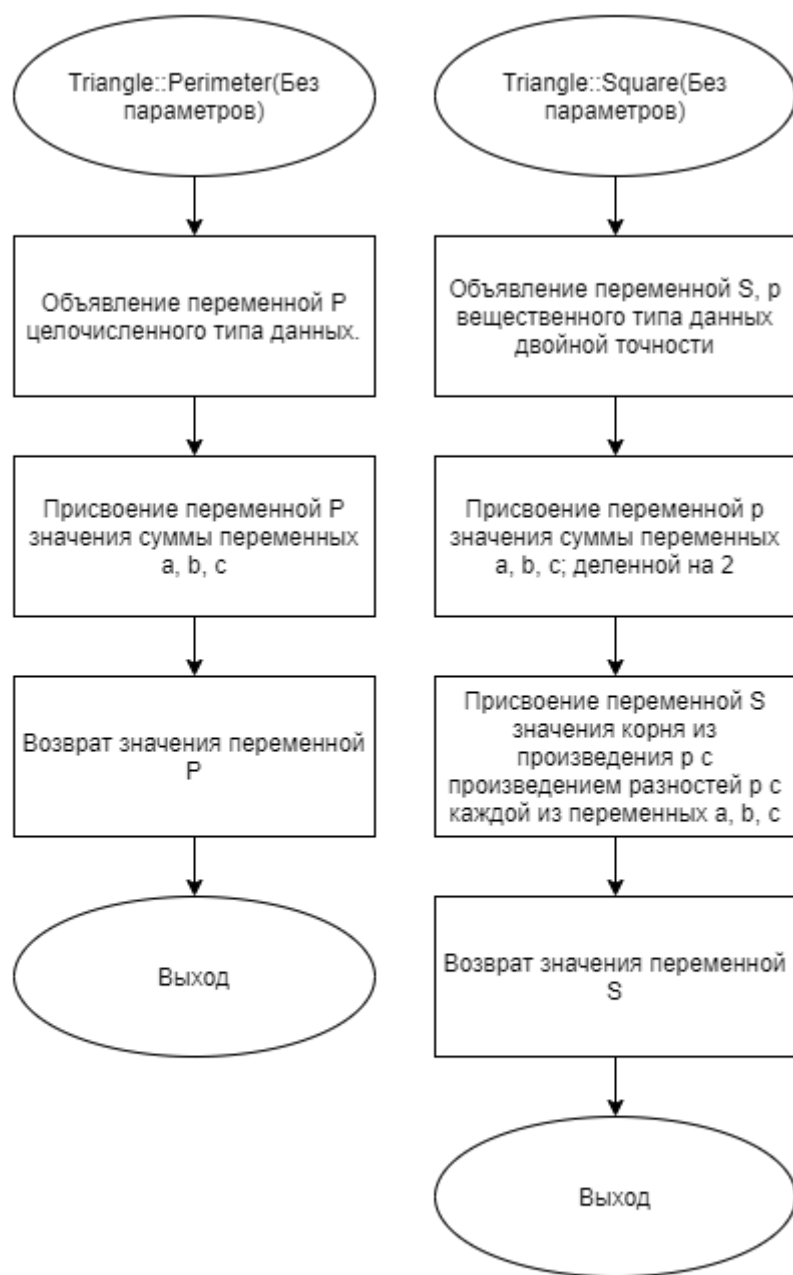 Triangle::Perimeter(Без
параметров)
Объявление переменной P
целочисленного типа данных.
Присвоение переменной P
значения суммы переменных
a, b, c
Возврат значения переменной
P
Выход
Triangle::Square(Без
параметров)
Объявление переменной S, p
вещественного типа данных
двойной точности
Присвоение переменной p
значения суммы переменных
a, b, c; деленной на 2
Присвоение переменной S
значения корня из
произведения p с
произведением разностей p с
каждой из переменных a, b, c
Возврат значения переменной
S
Выход